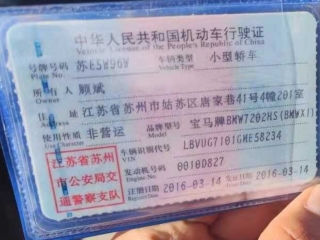 中华人民共和国机动车行驶证
Vehicle License of the People's Republic of China
号牌号码 苏E5W96W 车辆类型 小型轿车
Plate No. Vehicle Type
所有人 顾斌
Owner
住址 江苏省苏州市姑苏区唐家巷41号4幢201室
Address
使用性质 非营运 品牌型号 宝马牌BMW7202HS(BMWX1)
江苏省苏州市公安局交通警察支队
车辆识别代号 LBVUG7101GME58234
VIN
发动机号码 0010D827
Engine No.
注册日期 2016-03-14 发证日期 2016-03-14
Register Date Issue Date